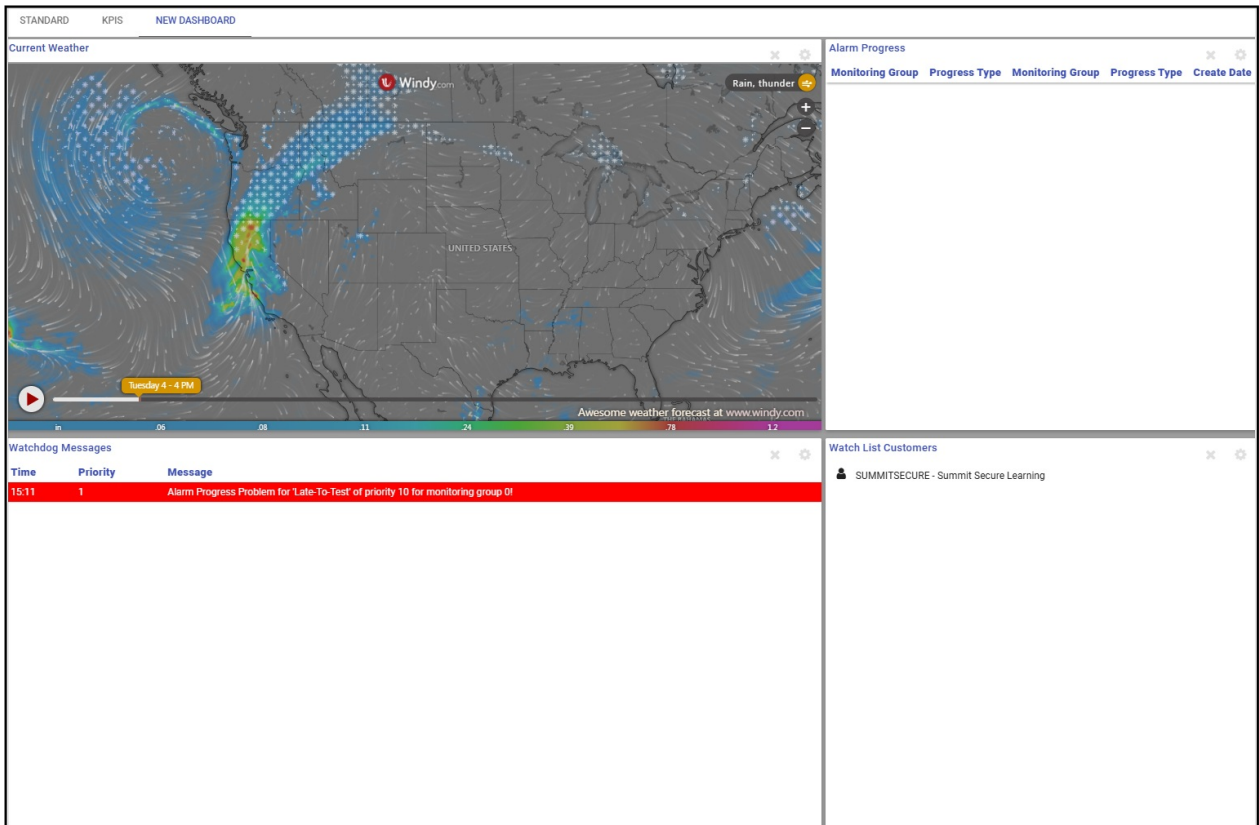 STANDARD KPIS NEW DASHBOARD
Current Weather
Windy.com
Rain, thunder
+
−
UNITED STATES
Tuesday 4 - 4 PM
Awesome weather forecast at www.windy.com
THE BAHAMAS
in .06 .08 .11 .24 .39 .78 1.2
Alarm Progress
Monitoring Group Progress Type Monitoring Group Progress Type Create Date
Watchdog Messages
Time Priority Message
15:11 1 Alarm Progress Problem for 'Late-To-Test' of priority 10 for monitoring group 0!
Watch List Customers
SUMMITSECURE - Summit Secure Learning